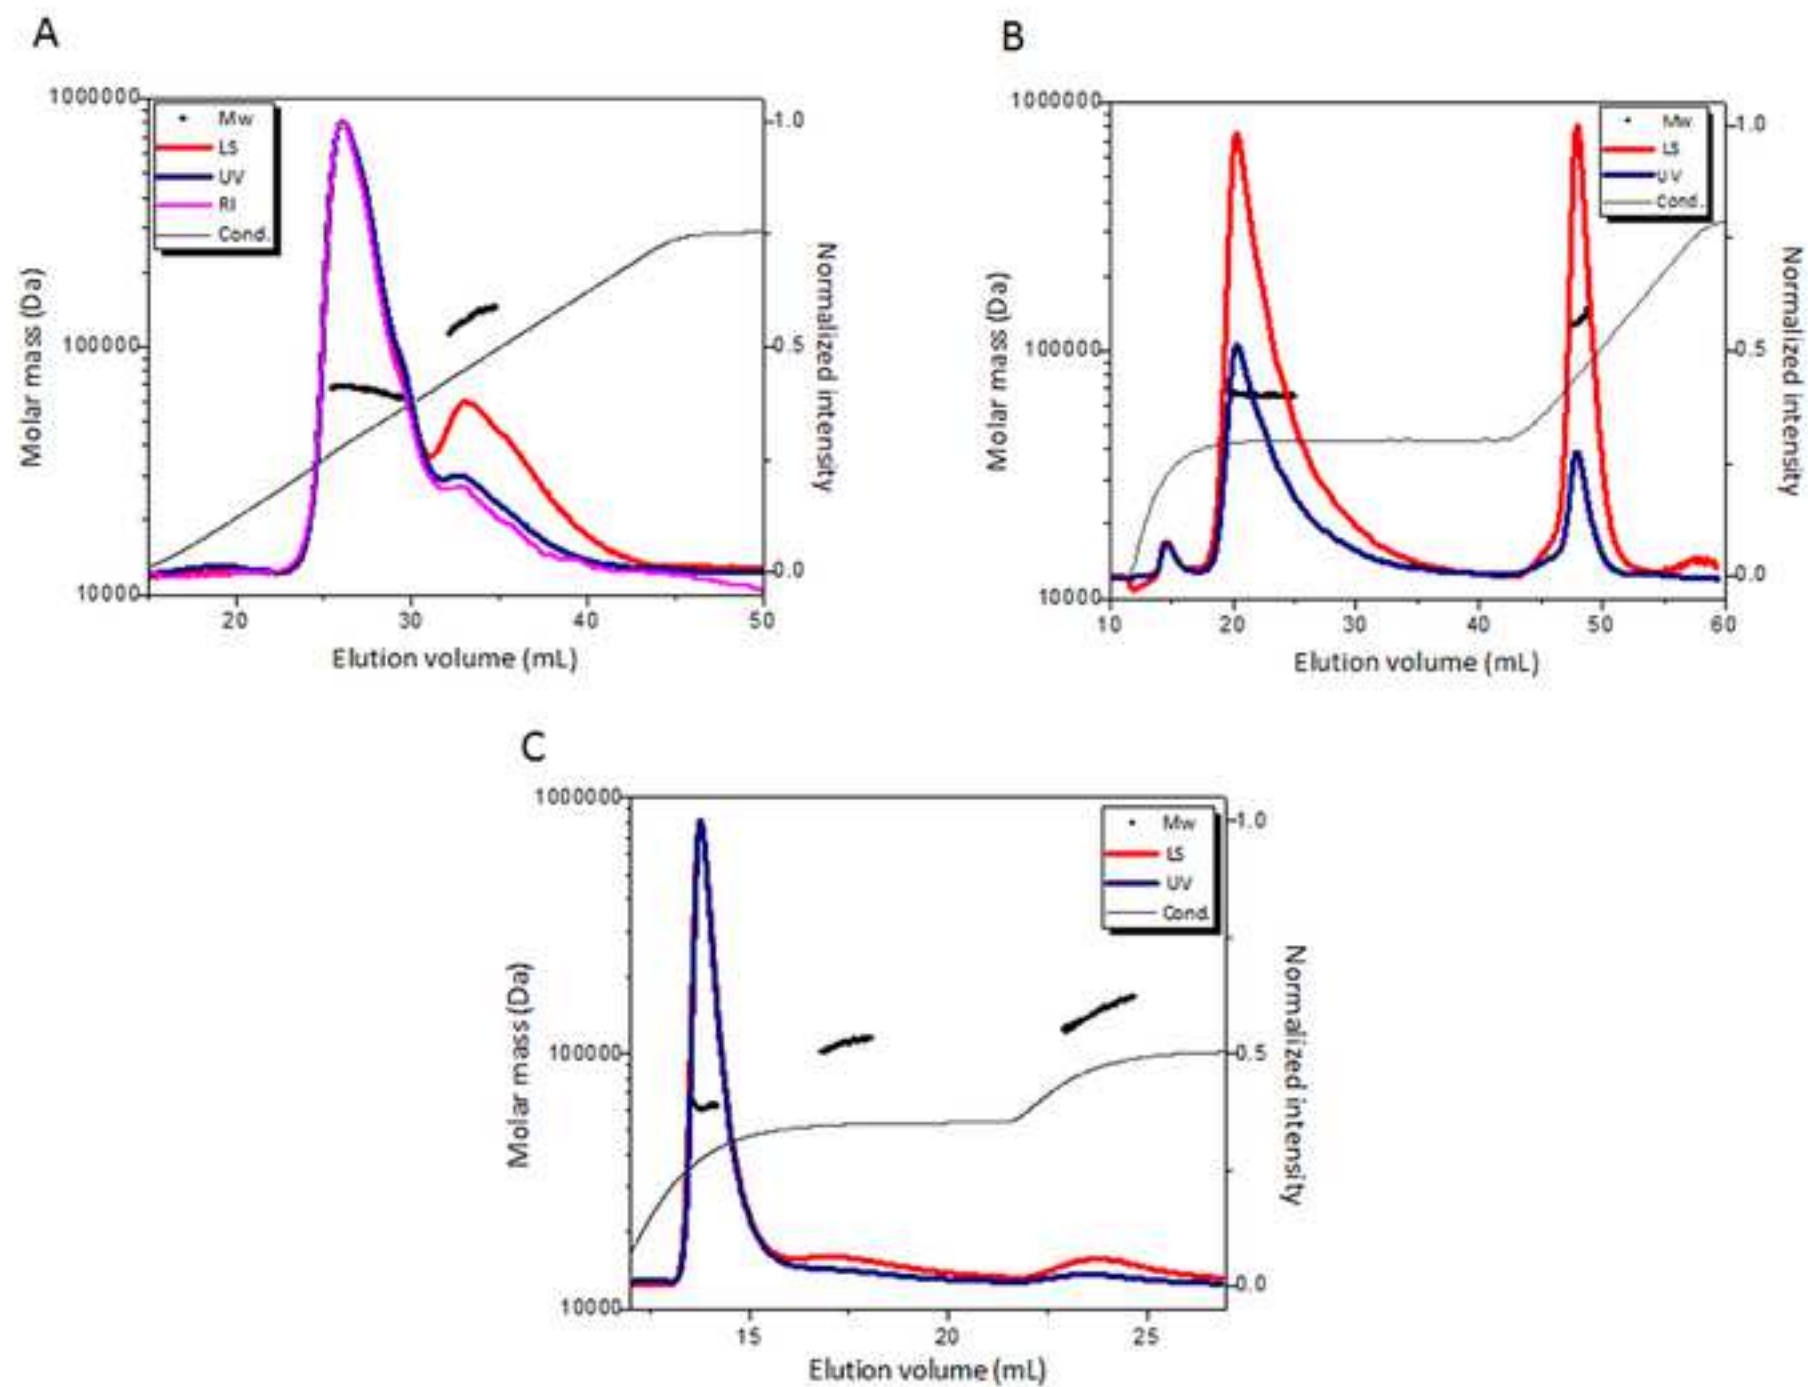 A
1000000
Mw
LS
UV
RI
Cond.
1.0
0.5
0.0
100000
10000
Molar mass (Da)
Normalized intensity
20
30
40
50
Elution volume (mL)
B
1000000
Mw
LS
UV
Cond.
1.0
0.5
0.0
100000
10000
Molar mass (Da)
Normalized intensity
10
20
30
40
50
60
Elution volume (mL)
C
1000000
Mw
LS
UV
Cond.
1.0
0.5
0.0
100000
10000
Molar mass (Da)
Normalized intensity
15
20
25
Elution volume (mL)